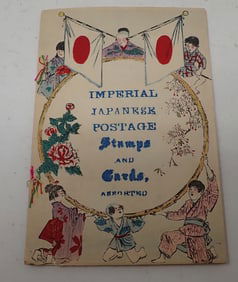 IMPERIAL
JAPANESE
POSTAGE
Stamps
AND
Cards,
ASSORTED